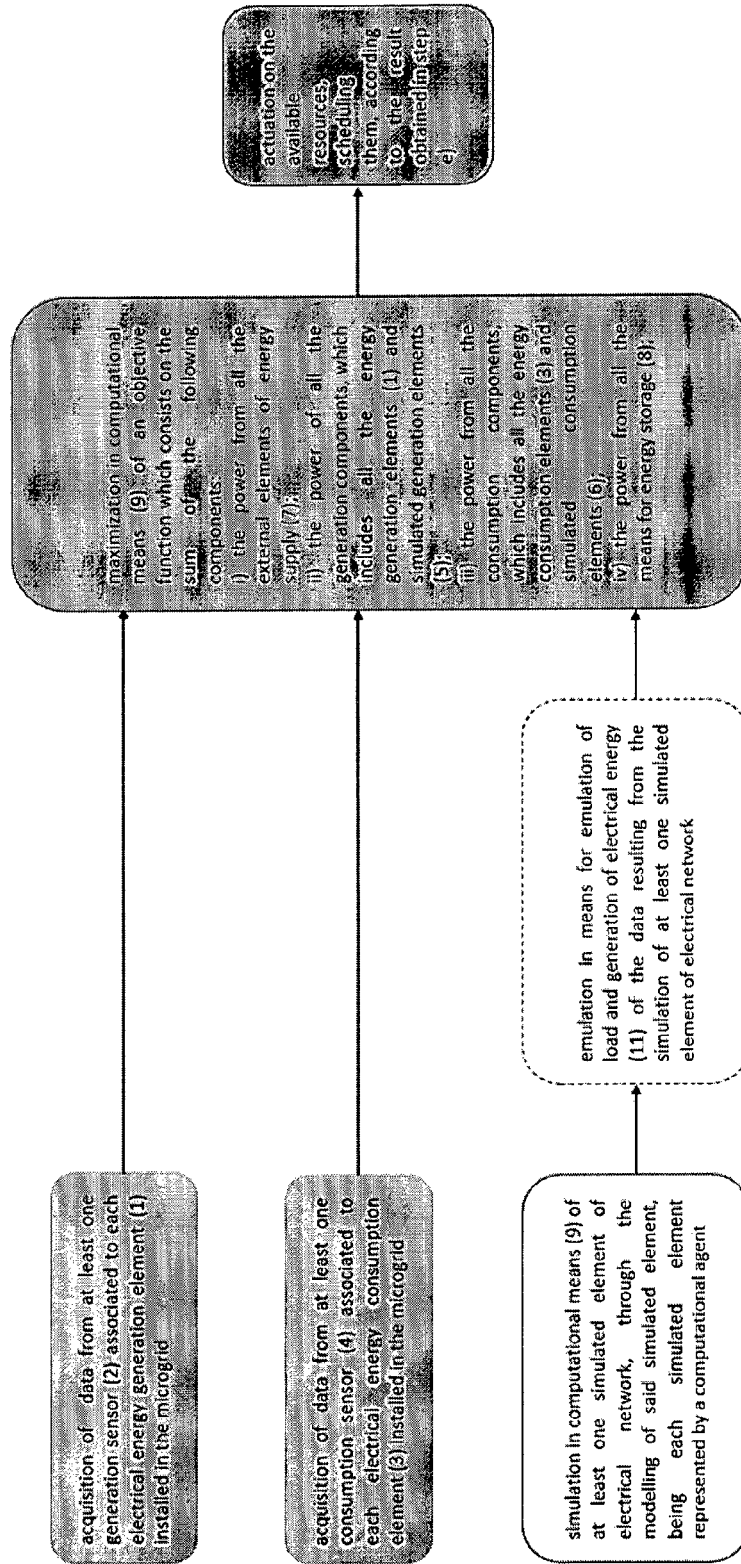 acquisition of data from at least one
generation sensor (2) associated to each
electrical energy generation element (1)
installed in the microgrid
acquisition of data from at least one
consumption sensor (4) associated to
each electrical energy consumption
element (3) installed in the microgrid
simulation in computational means (9) of
at least one simulated element of
electrical network, through the
modelling of said simulated element,
being each simulated element
represented by a computational agent
emulation in means for emulation of
load and generation of electrical energy
(11) of the data resulting from the
simulation of at least one simulated
element of electrical network
maximization in computational
means (9) of an objective
function which consists on the
sum of the following
components:
i) the power from all the
external elements of energy
supply (7);
ii) the power of all the
generation components, which
includes all the energy
generation elements (1) and
simulated generation elements
(5);
iii) the power from all the
consumption components,
which includes all the energy
consumption elements (3) and
simulated consumption
elements (6);
iv) the power from all the
means for energy storage (8);
actuation on the
available
resources,
scheduling
them, according
to the result
obtained in step
e)